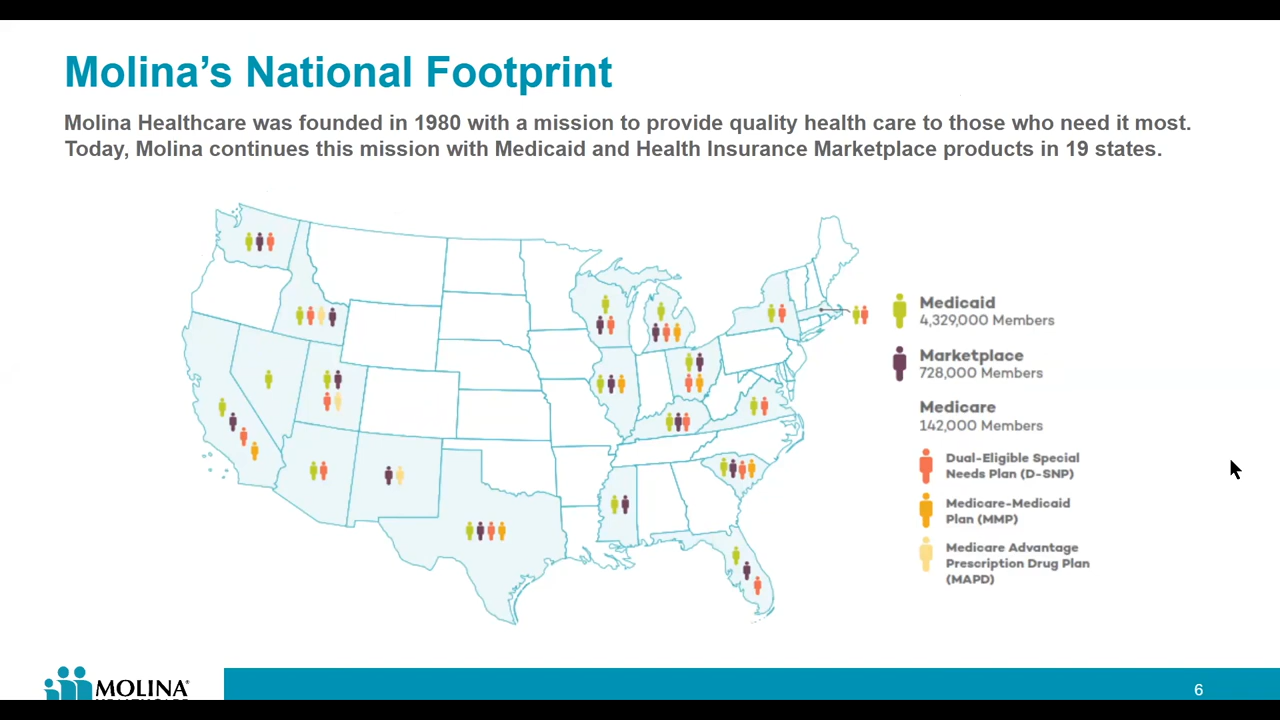 Molina’s National Footprint
Molina Healthcare was founded in 1980 with a mission to provide quality health care to those who need it most.
Today, Molina continues this mission with Medicaid and Health Insurance Marketplace products in 19 states.
Medicaid
4,329,000 Members
Marketplace
728,000 Members
Medicare
142,000 Members
Dual-Eligible Special
Needs Plan (D-SNP)
Medicare-Medicaid
Plan (MMP)
Medicare Advantage
Prescription Drug Plan
(MAPD)
MOLINA®
HEALTHCARE
6